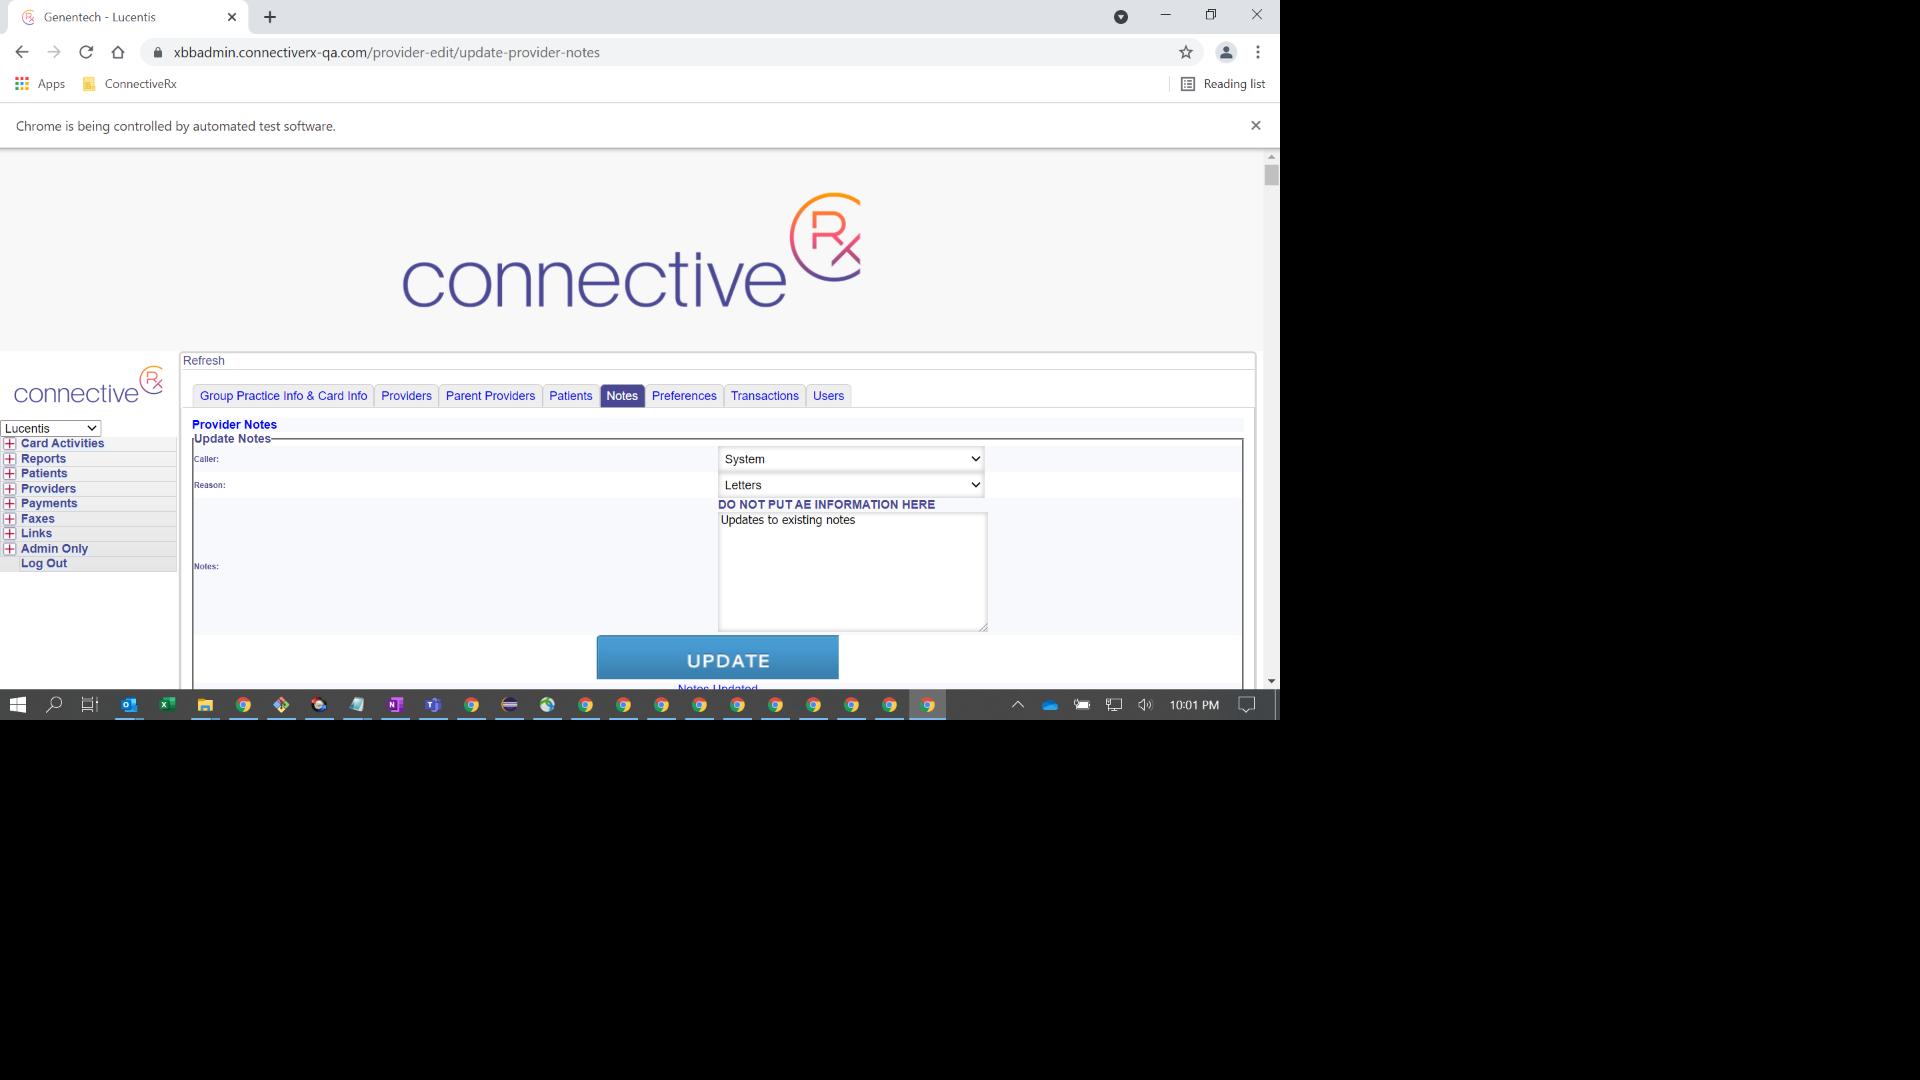 Genentech - Lucentis
xbbadmin.connectiverx-qa.com/provider-edit/update-provider-notes
Apps
ConnectiveRx
Reading list
Chrome is being controlled by automated test software.
connective Rx
Refresh
connective Rx
Group Practice Info & Card Info
Providers
Parent Providers
Patients
Notes
Preferences
Transactions
Users
Lucentis
Card Activities
Reports
Patients
Providers
Payments
Faxes
Links
Admin Only
Log Out
Provider Notes
Update Notes
Caller:
System
Reason:
Letters
DO NOT PUT AE INFORMATION HERE
Updates to existing notes
Notes:
UPDATE
Notes Updated
10:01 PM